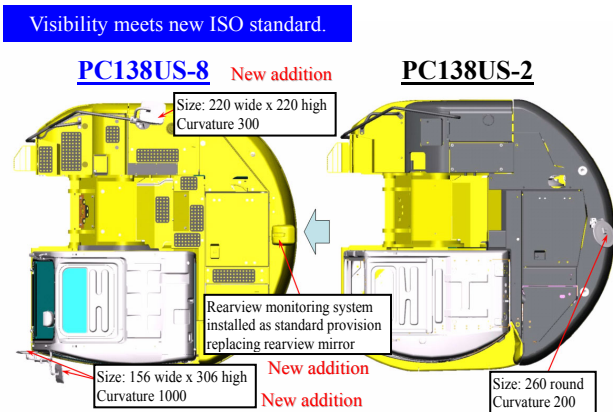 Visibility meets new ISO standard.
PC138US-8
New addition
PC138US-2
Size: 220 wide x 220 high
Curvature 300
Rearview monitoring system
installed as standard provision
replacing rearview mirror
New addition
Size: 156 wide x 306 high
Curvature 1000
New addition
Size: 260 round
Curvature 200